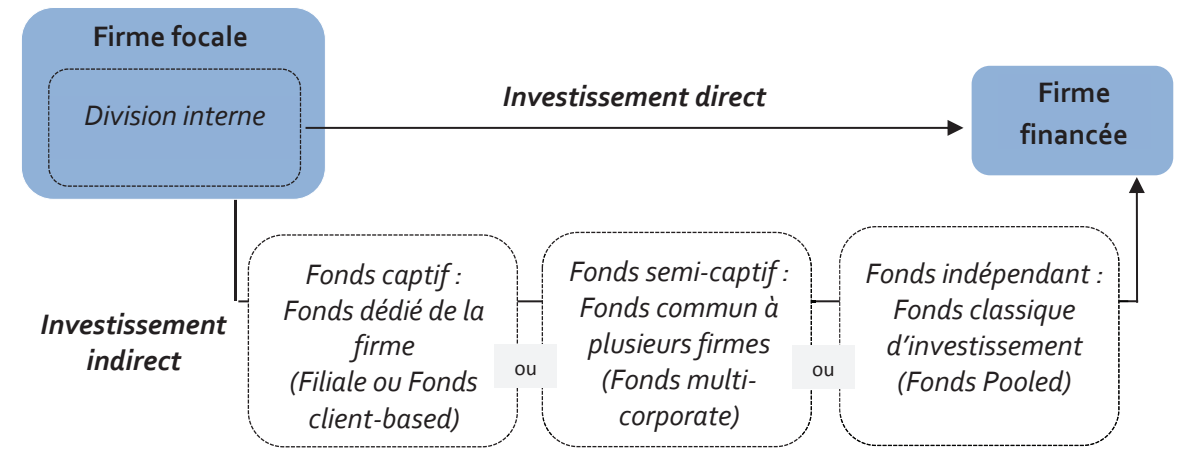 Firme focale
Division interne
Investissement direct
Firme
financée
Investissement
indirect
Fonds captif :
Fonds dédié de la
firme
(Filiale ou Fonds
client-based)
ou
Fonds semi-captif :
Fonds commun à
plusieurs firmes
(Fonds multi-
corporate)
ou
Fonds indépendant :
Fonds classique
d’investissement
(Fonds Pooled)